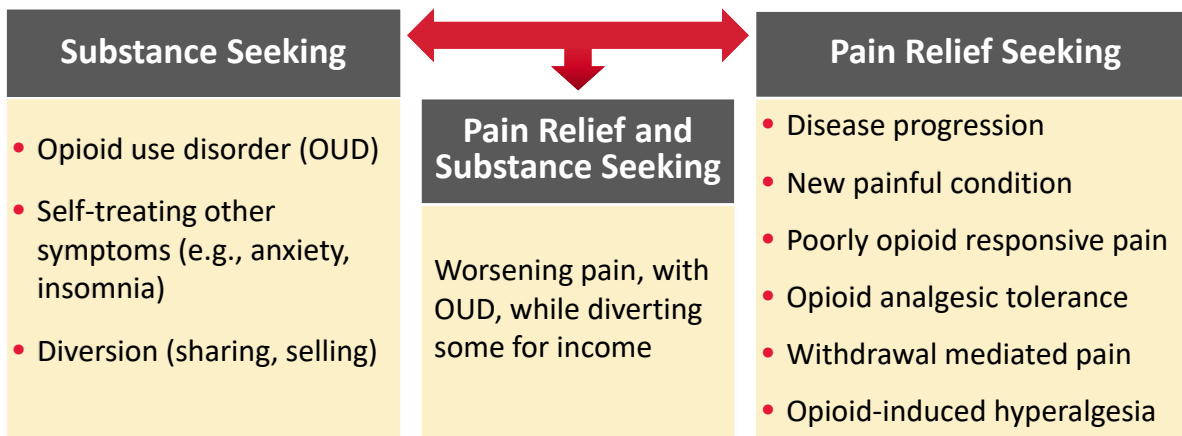 Substance Seeking
• Opioid use disorder (OUD)
• Self-treating other
symptoms (e.g., anxiety,
insomnia)
• Diversion (sharing, selling)
Pain Relief and
Substance Seeking
Worsening pain, with
OUD, while diverting
some for income
Pain Relief Seeking
• Disease progression
• New painful condition
• Poorly opioid responsive pain
• Opioid analgesic tolerance
• Withdrawal mediated pain
• Opioid-induced hyperalgesia